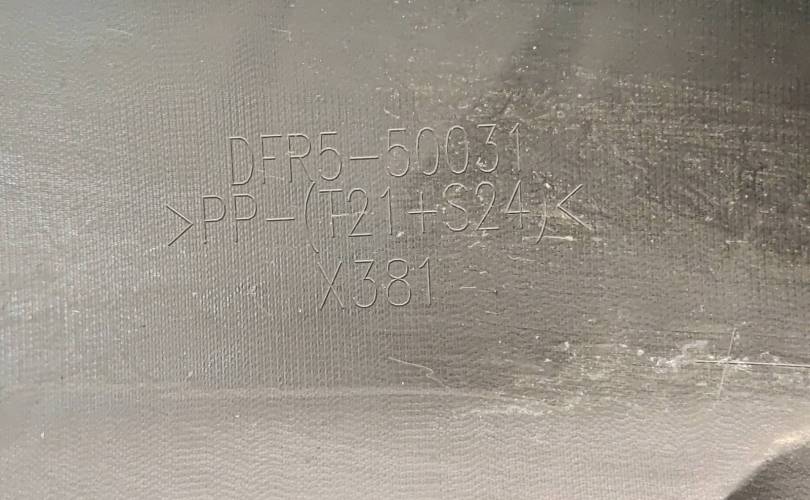 DFR5-50031
>PP-(T21+S24)<
X381